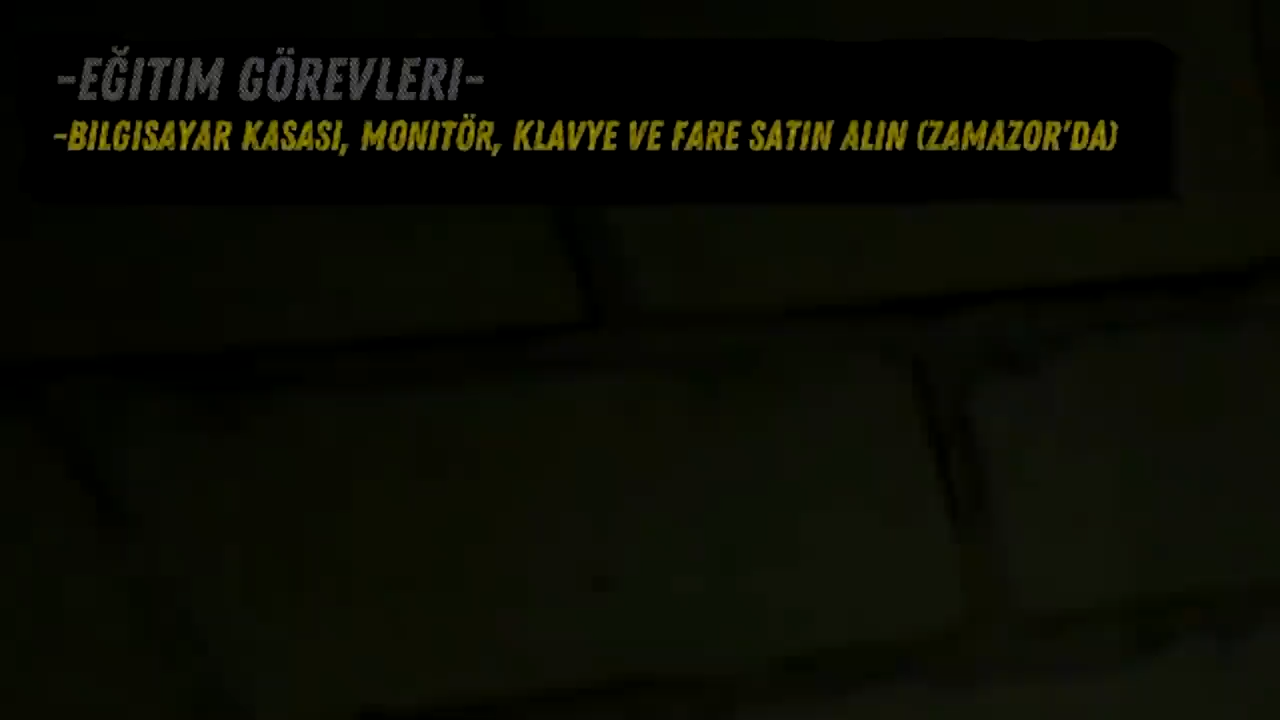 -EĞITIM GÖREVLERI-
-BILGISAYAR KASASI, MONITÖR, KLAVYE VE FARE SATIN ALIN (ZAMAZOR'DA)